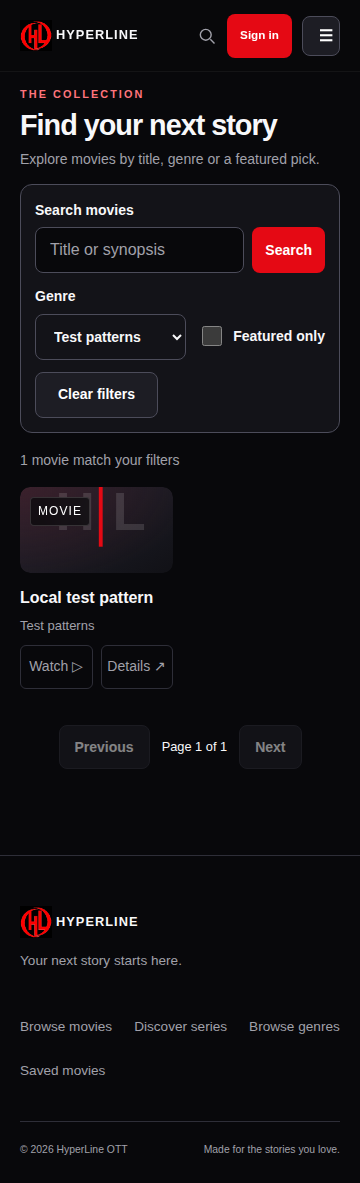 HYPERLINE
Sign in
THE COLLECTION
Find your next story
Explore movies by title, genre or a featured pick.
Search movies
Title or synopsis
Search
Genre
Test patterns
Featured only
Clear filters
1 movie match your filters
MOVIE
H L
Local test pattern
Test patterns
Watch ▷
Details ↗
Previous
Page 1 of 1
Next
HYPERLINE
Your next story starts here.
Browse movies
Discover series
Browse genres
Saved movies
© 2026 HyperLine OTT
Made for the stories you love.